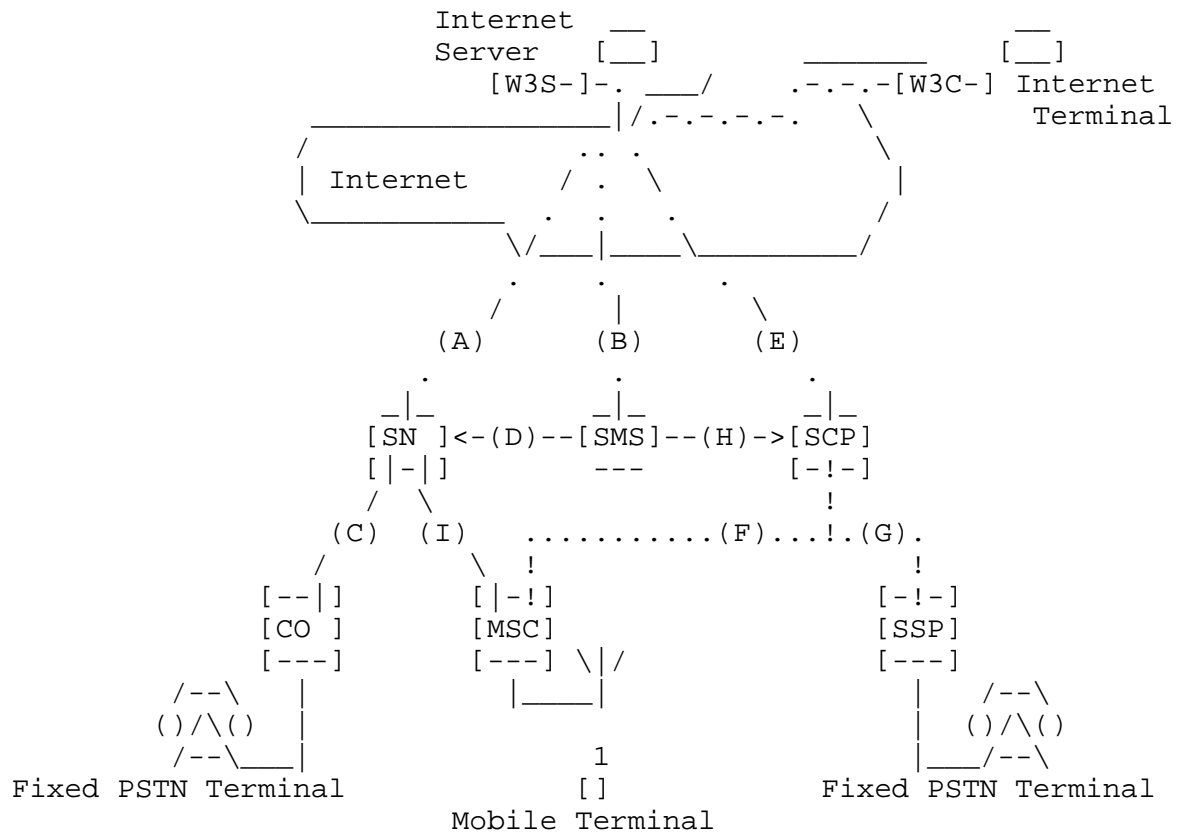 Internet
Server
[W3S-]-. .-.-.-[W3C-] Internet
Terminal
Internet
(A) (B) (E)
[SN ]<-(D)--[SMS]--(H)->[SCP]
(C) (I) ...........(F)...!.(G).
[CO ] [MSC] [SSP]
1
Fixed PSTN Terminal [] Fixed PSTN Terminal
Mobile Terminal